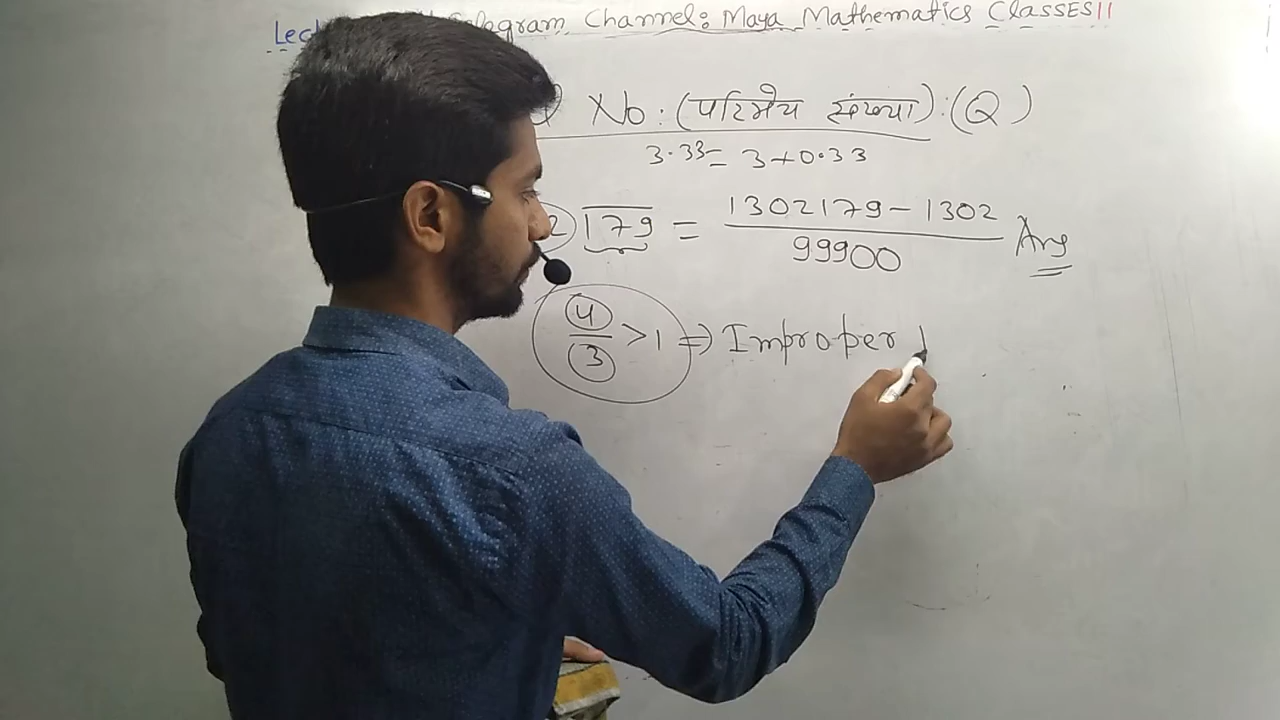 Telegram Channel: Maya Mathematics Classes!!
No: (परिमेय संख्या): (Q)
3.33 = 3+0.33
2)179 = 1302179 - 1302 / 99900 Ans
4/3 > 1 => Improper